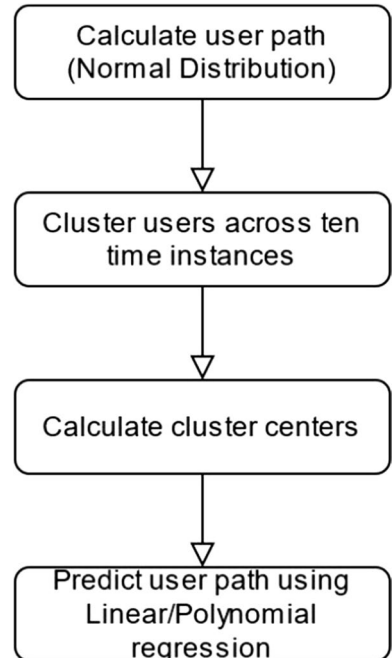 Calculate user path
(Normal Distribution)
Cluster users across ten
time instances
Calculate cluster centers
Predict user path using
Linear/Polynomial
regression